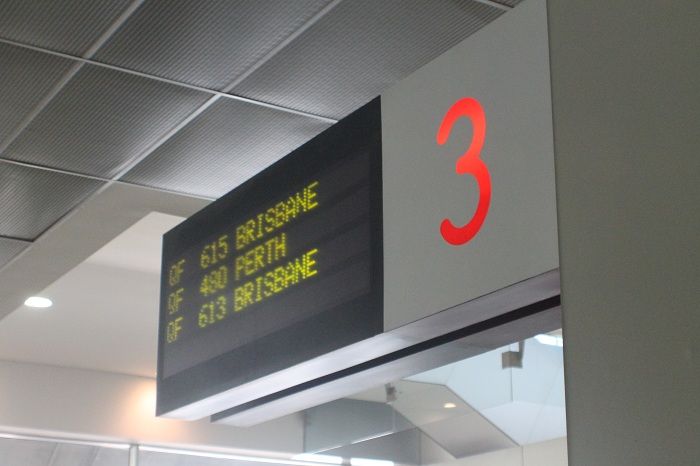 QF 615 BRISBANE
QF 480 PERTH
QF 613 BRISBANE
3